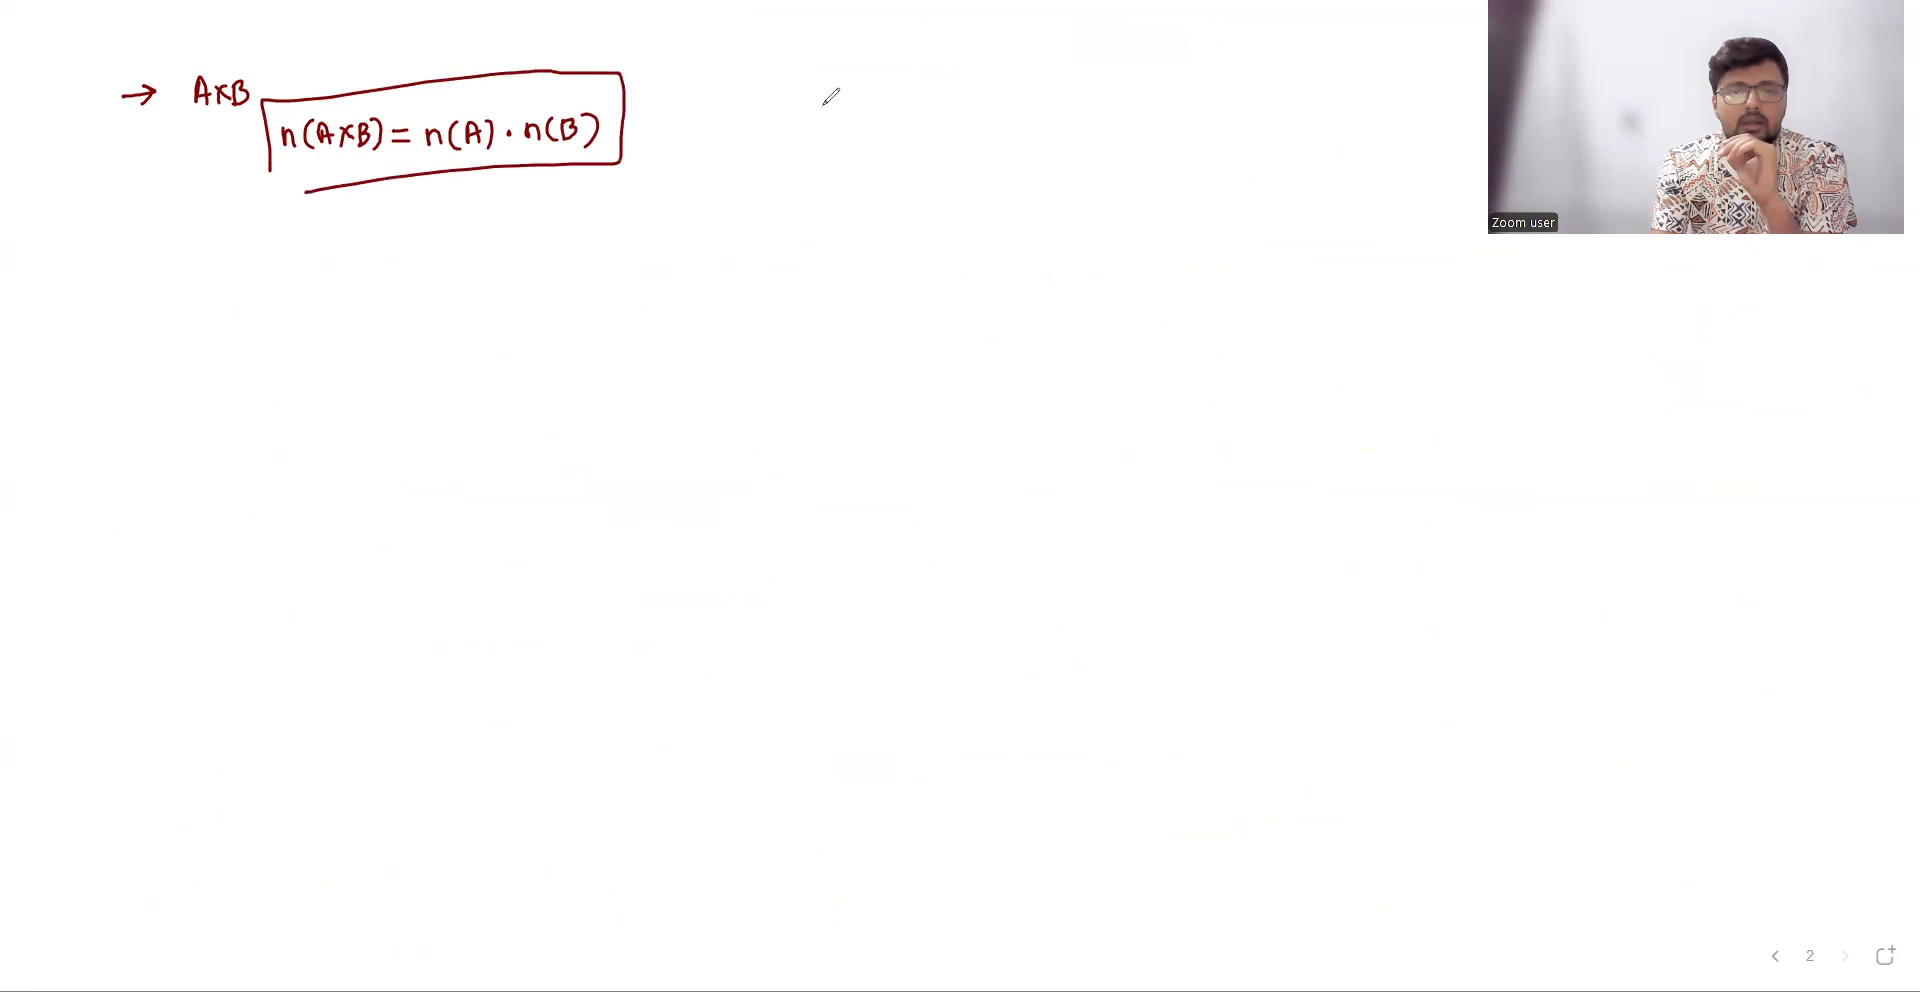 → A×B
n(A×B) = n(A) · n(B)
Zoom user
2